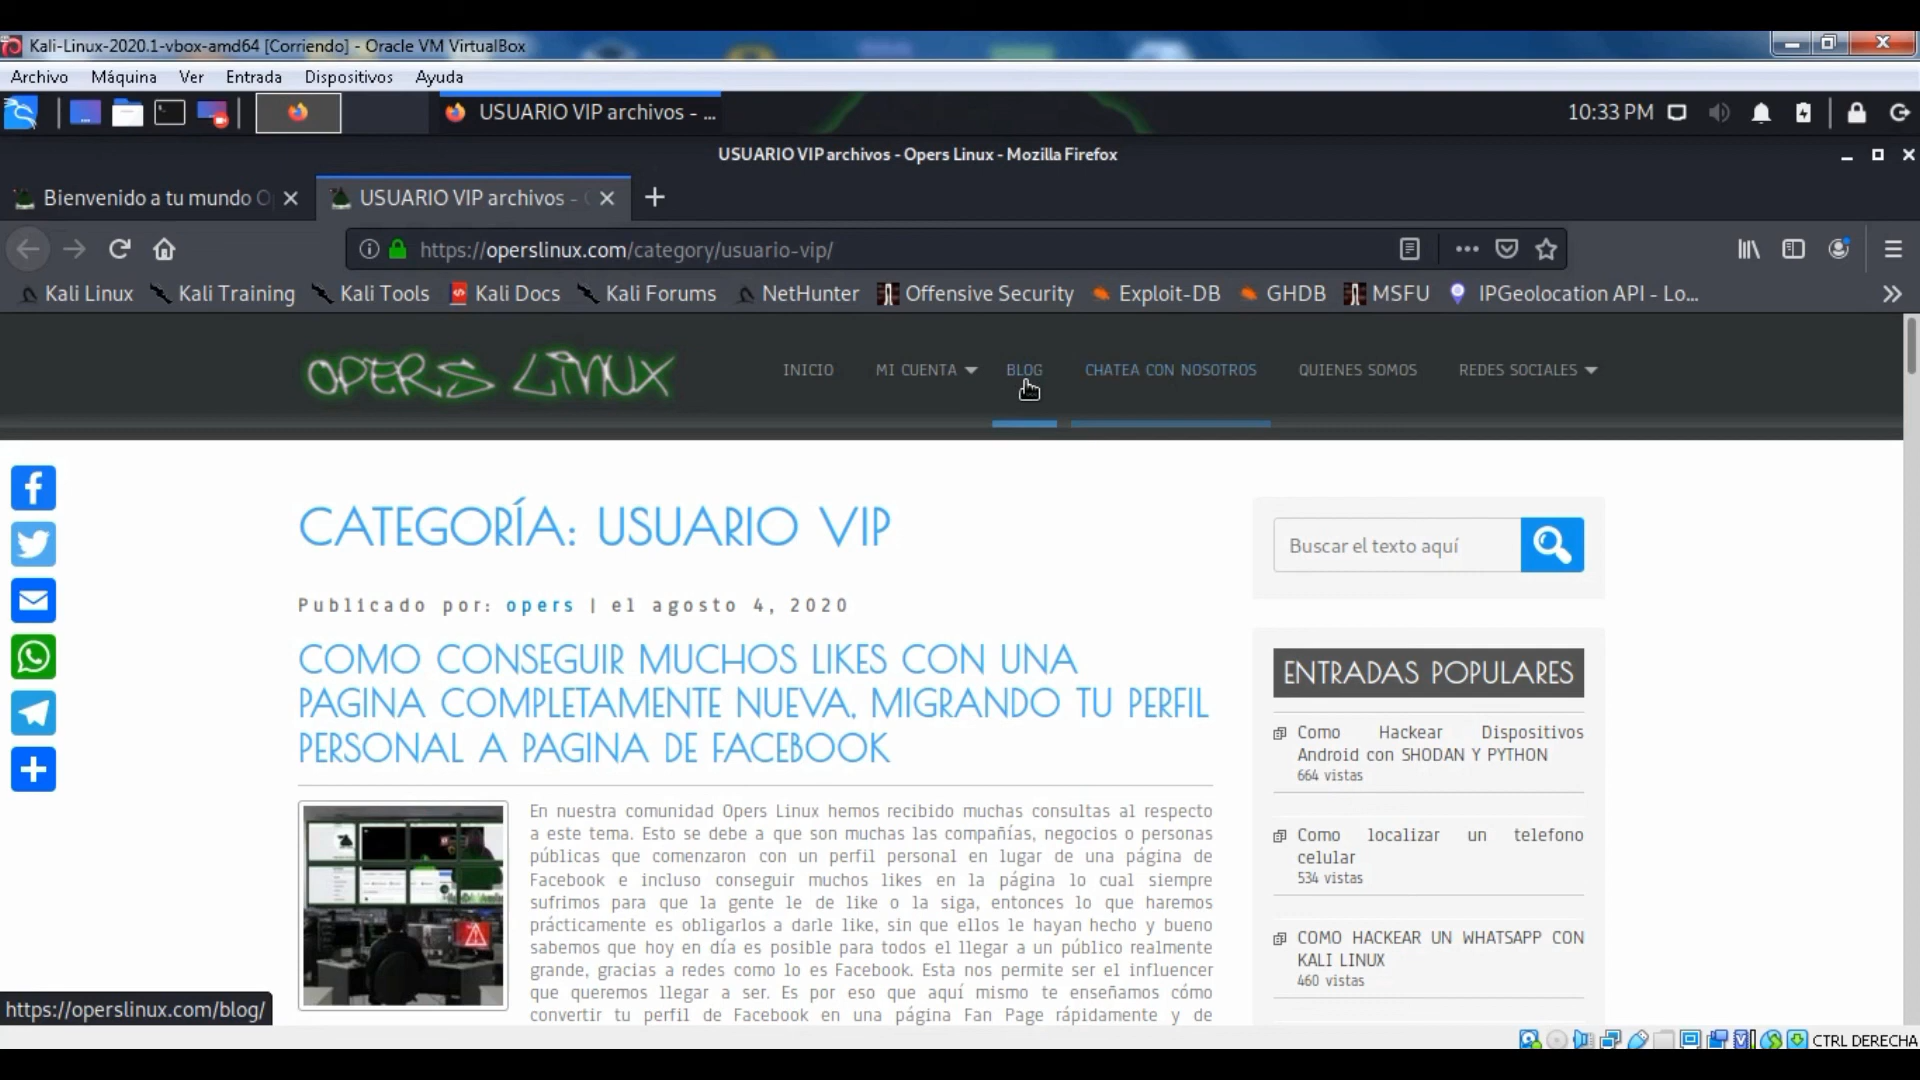 Kali-Linux-2020.1-vbox-amd64 [Corriendo] - Oracle VM VirtualBox
Archivo Máquina Ver Entrada Dispositivos Ayuda
USUARIO VIP archivos - ... 10:33 PM
USUARIO VIP archivos - Opers Linux - Mozilla Firefox
Bienvenido a tu mundo O USUARIO VIP archivos -
https://operslinux.com/category/usuario-vip/
Kali Linux Kali Training Kali Tools Kali Docs Kali Forums NetHunter Offensive Security Exploit-DB GHDB MSFU IPGeolocation API - Lo...
OPERS LINUX INICIO MI CUENTA BLOG CHATEA CON NOSOTROS QUIENES SOMOS REDES SOCIALES
CATEGORÍA: USUARIO VIP
Publicado por: opers | el agosto 4, 2020
COMO CONSEGUIR MUCHOS LIKES CON UNA
PAGINA COMPLETAMENTE NUEVA, MIGRANDO TU PERFIL
PERSONAL A PAGINA DE FACEBOOK
En nuestra comunidad Opers Linux hemos recibido muchas consultas al respecto
a este tema. Esto se debe a que son muchas las compañías, negocios o personas
públicas que comenzaron con un perfil personal en lugar de una página de
Facebook e incluso conseguir muchos likes en la página lo cual siempre
sufrimos para que la gente le de like o la siga, entonces lo que haremos
prácticamente es obligarlos a darle like, sin que ellos le hayan hecho y bueno
sabemos que hoy en día es posible para todos el llegar a un público realmente
grande, gracias a redes como lo es Facebook. Esta nos permite ser el influencer
que queremos llegar a ser. Es por eso que aquí mismo te enseñamos cómo
convertir tu perfil de Facebook en una página Fan Page rápidamente y de
Buscar el texto aquí
ENTRADAS POPULARES
Como Hackear Dispositivos
Android con SHODAN Y PYTHON
664 vistas
Como localizar un telefono
celular
534 vistas
COMO HACKEAR UN WHATSAPP CON
KALI LINUX
460 vistas
https://operslinux.com/blog/
CTRL DERECHA